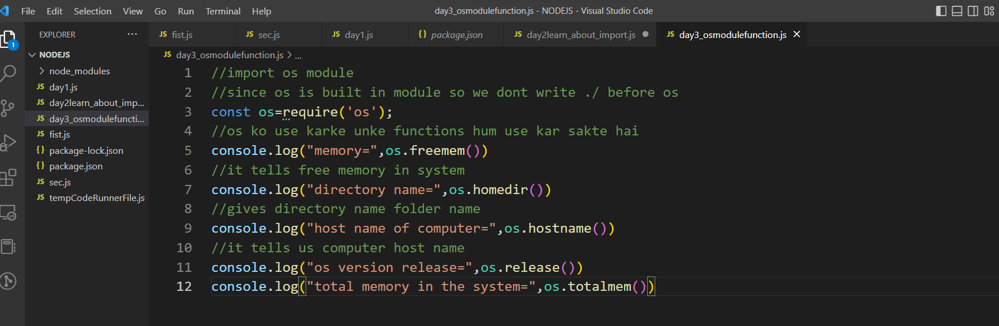 File Edit Selection View Go Run Terminal Help
day3_osmodulefunction.js - NODEJS - Visual Studio Code
1
EXPLORER ...
JS fist.js
JS sec.js
JS day1.js
{} package.json
JS day2learn_about_import.js
JS day3_osmodulefunction.js
NODEJS
node_modules
JS day1.js
JS day2learn_about_imp...
JS day3_osmodulefuncti...
JS fist.js
{} package-lock.json
{} package.json
JS sec.js
JS tempCodeRunnerFile.js
JS day3_osmodulefunction.js > ...
1 //import os module
2 //since os is built in module so we dont write ./ before os
3 const os=require('os');
4 //os ko use karke unke functions hum use kar sakte hai
5 console.log("memory=",os.freemem())
6 //it tells free memory in system
7 console.log("directory name=",os.homedir())
8 //gives directory name folder name
9 console.log("host name of computer=",os.hostname())
10 //it tells us computer host name
11 console.log("os version release=",os.release())
12 console.log("total memory in the system=",os.totalmem())